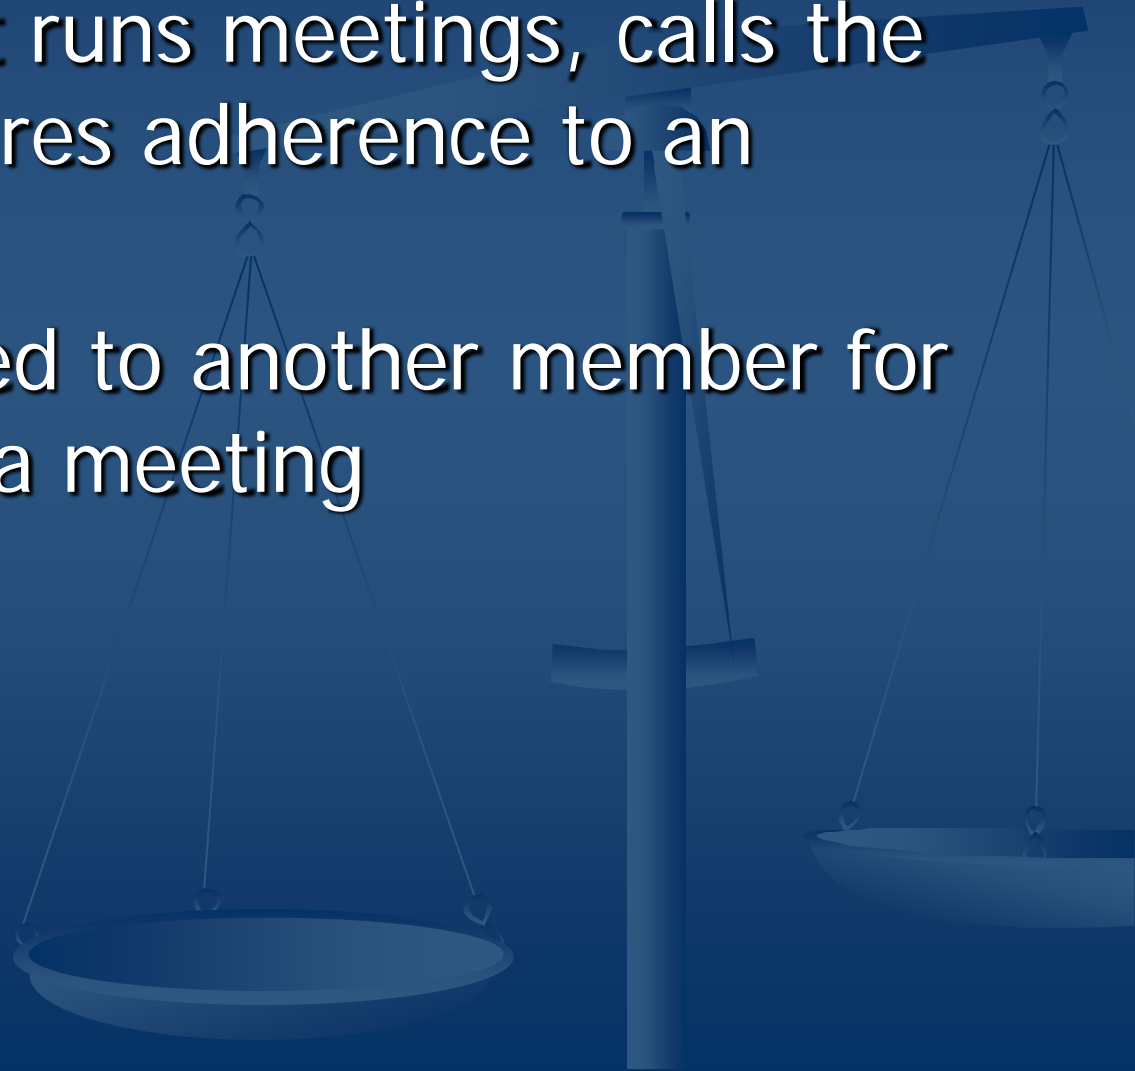 runs meetings, calls the
res adherence to an
ed to another member for
a meeting